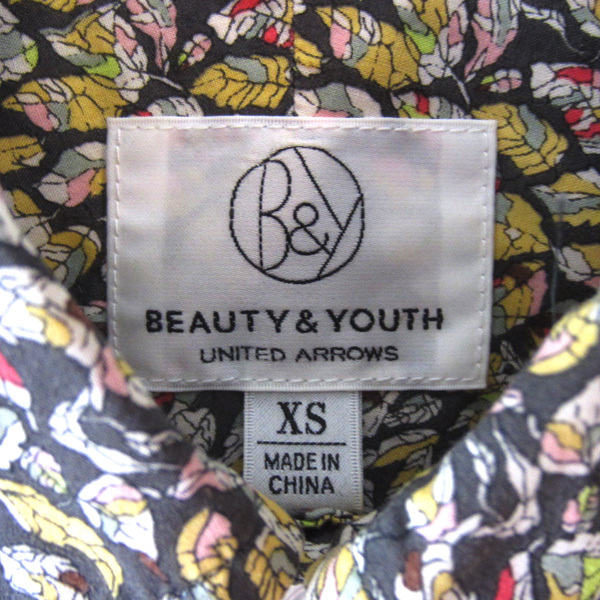 B&Y
BEAUTY & YOUTH
UNITED ARROWS
XS
MADE IN
CHINA